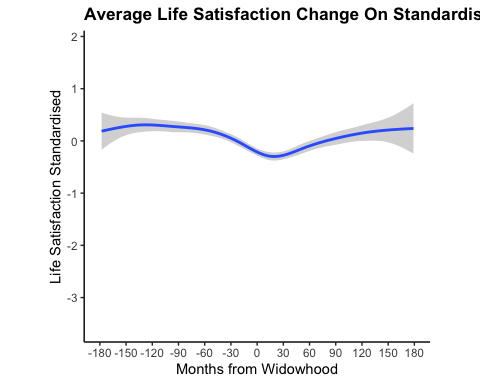 Average Life Satisfaction Change On Standardis
2
1
0
-1
-2
-3
Life Satisfaction Standardised
-180 -150 -120 -90 -60 -30 0 30 60 90 120 150 180
Months from Widowhood